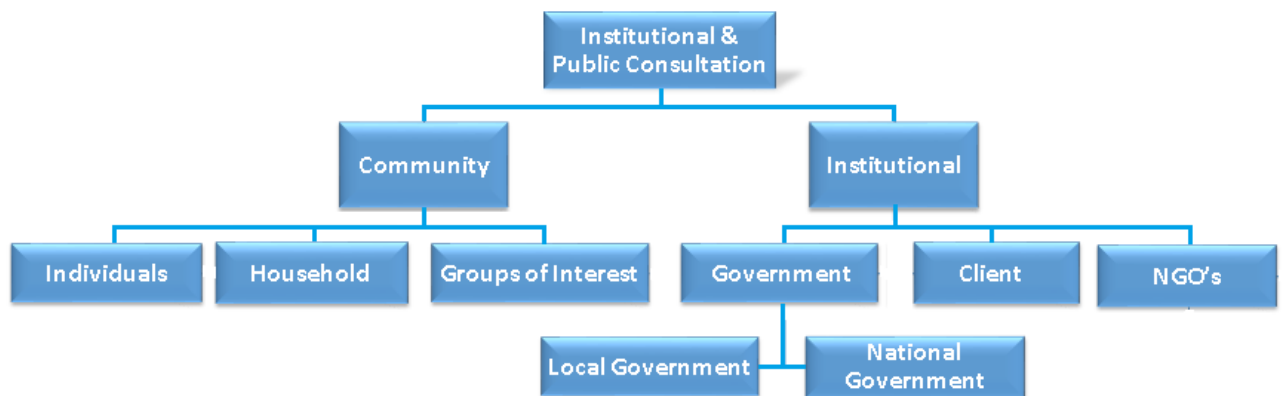 Institutional &
Public Consultation
Community
Institutional
Individuals
Household
Groups of Interest
Government
Client
NGO's
Local Government
National
Government